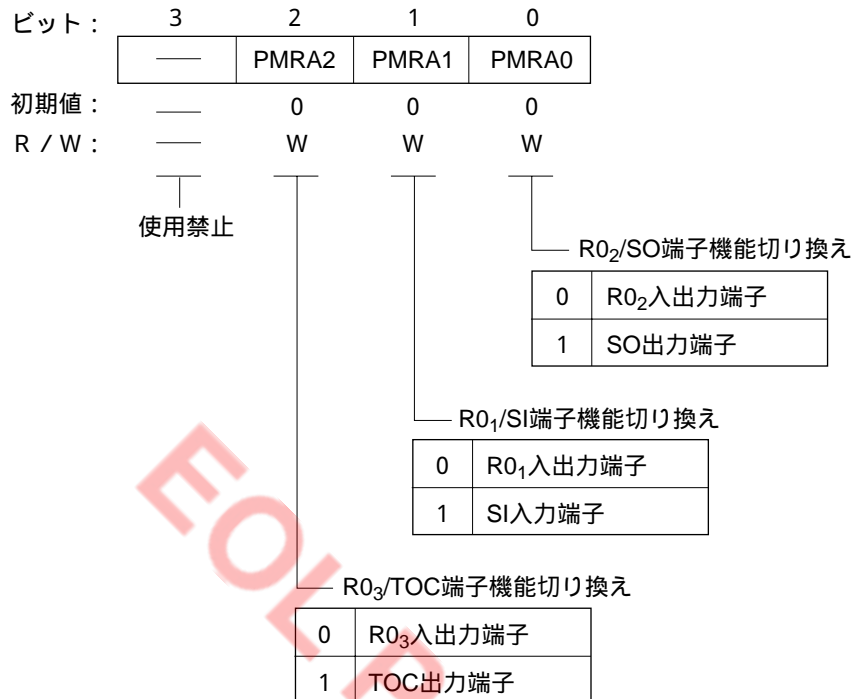 ビット： 3 2 1 0
—— PMRA2 PMRA1 PMRA0
初期値： —— 0 0 0
R／W： —— W W W
使用禁止
R0₂/SO端子機能切り換え
0 R0₂入出力端子
1 SO出力端子
R0₁/SI端子機能切り換え
0 R0₁入出力端子
1 SI入力端子
R0₃/TOC端子機能切り換え
0 R0₃入出力端子
1 TOC出力端子
EOL P